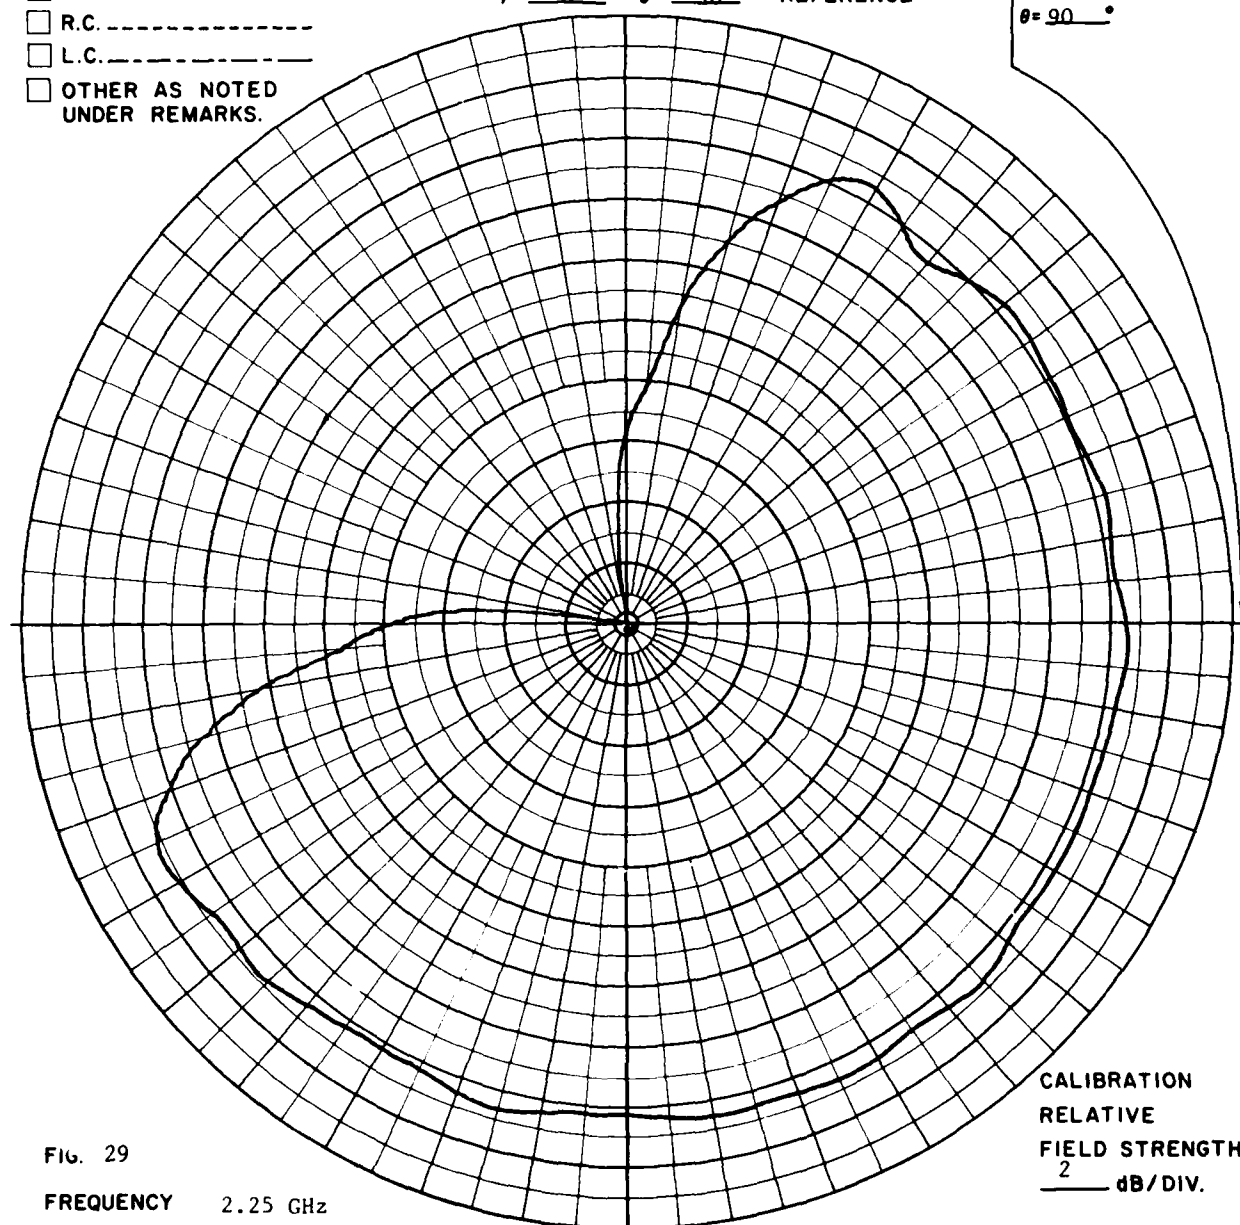 REFERENCE
θ= 90 °
R.C.
L.C.
OTHER AS NOTED
UNDER REMARKS.
CALIBRATION
RELATIVE
FIELD STRENGTH
2 dB/DIV.
FIG. 29
FREQUENCY 2.25 GHz